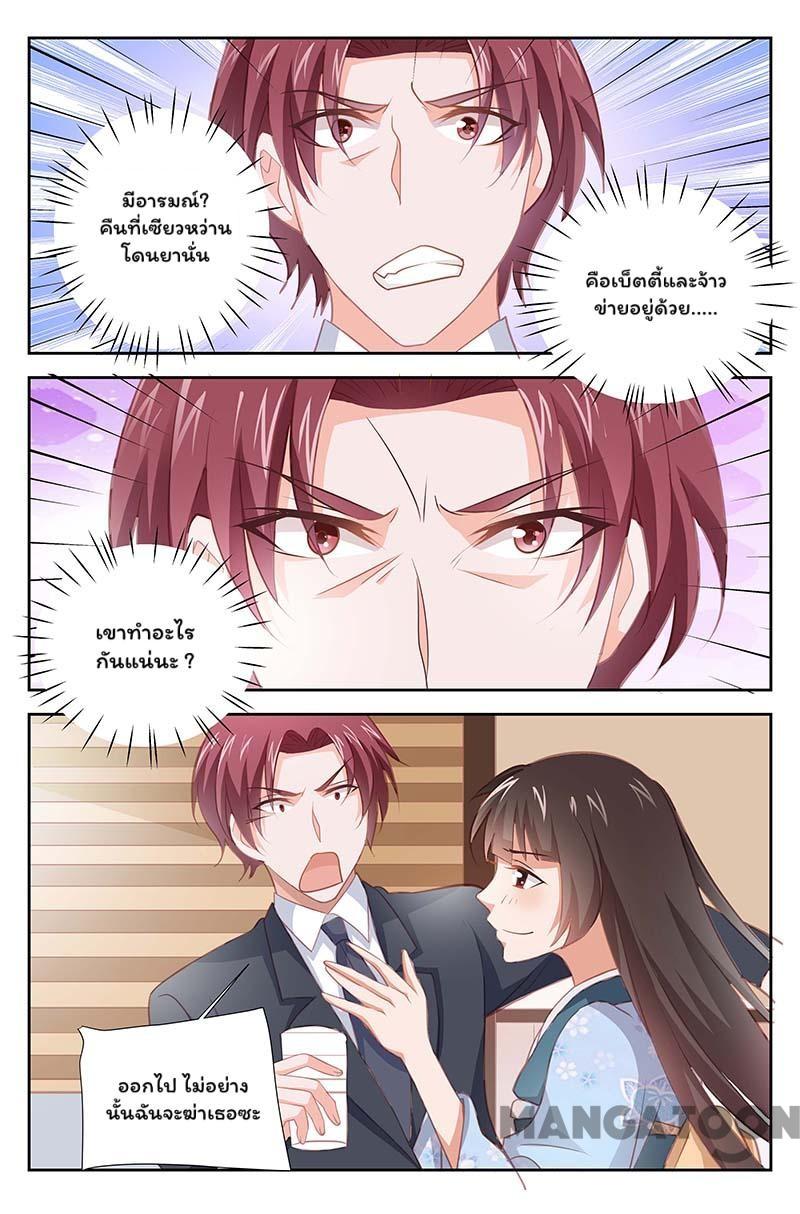 มีอารมณ์?
คืนที่เซียวหว่าน
โดนยานั่น
คือเบ็ตตี้และจ้าว
ข่ายอยู่ด้วย.....
เขาทำอะไร
กันแน่นะ ?
ออกไป ไม่อย่าง
นั้นฉันจะฆ่าเธอซะ
MANGATOON